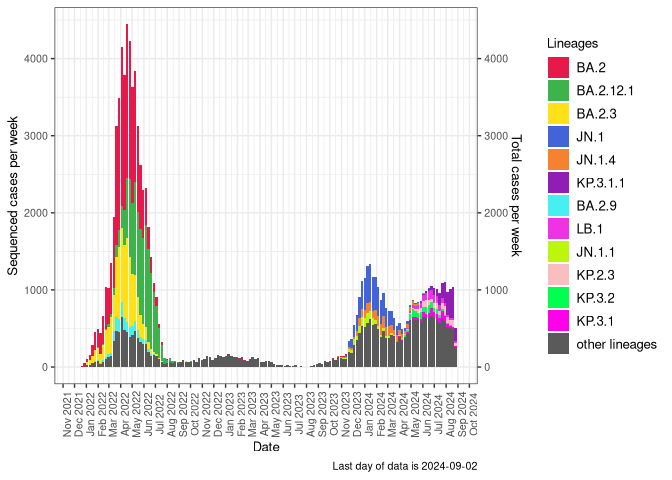 Lineages
BA.2
BA.2.12.1
BA.2.3
JN.1
JN.1.4
KP.3.1.1
BA.2.9
LB.1
JN.1.1
KP.2.3
KP.3.2
KP.3.1
other lineages
Sequenced cases per week
4000
3000
2000
1000
0
Total cases per week
4000
3000
2000
1000
0
Nov 2021
Dec 2021
Jan 2022
Feb 2022
Mar 2022
Apr 2022
May 2022
Jun 2022
Jul 2022
Aug 2022
Sep 2022
Oct 2022
Nov 2022
Dec 2022
Jan 2023
Feb 2023
Mar 2023
Apr 2023
May 2023
Jun 2023
Jul 2023
Aug 2023
Sep 2023
Oct 2023
Nov 2023
Dec 2023
Jan 2024
Feb 2024
Mar 2024
Apr 2024
May 2024
Jun 2024
Jul 2024
Aug 2024
Sep 2024
Oct 2024
Date
Last day of data is 2024-09-02